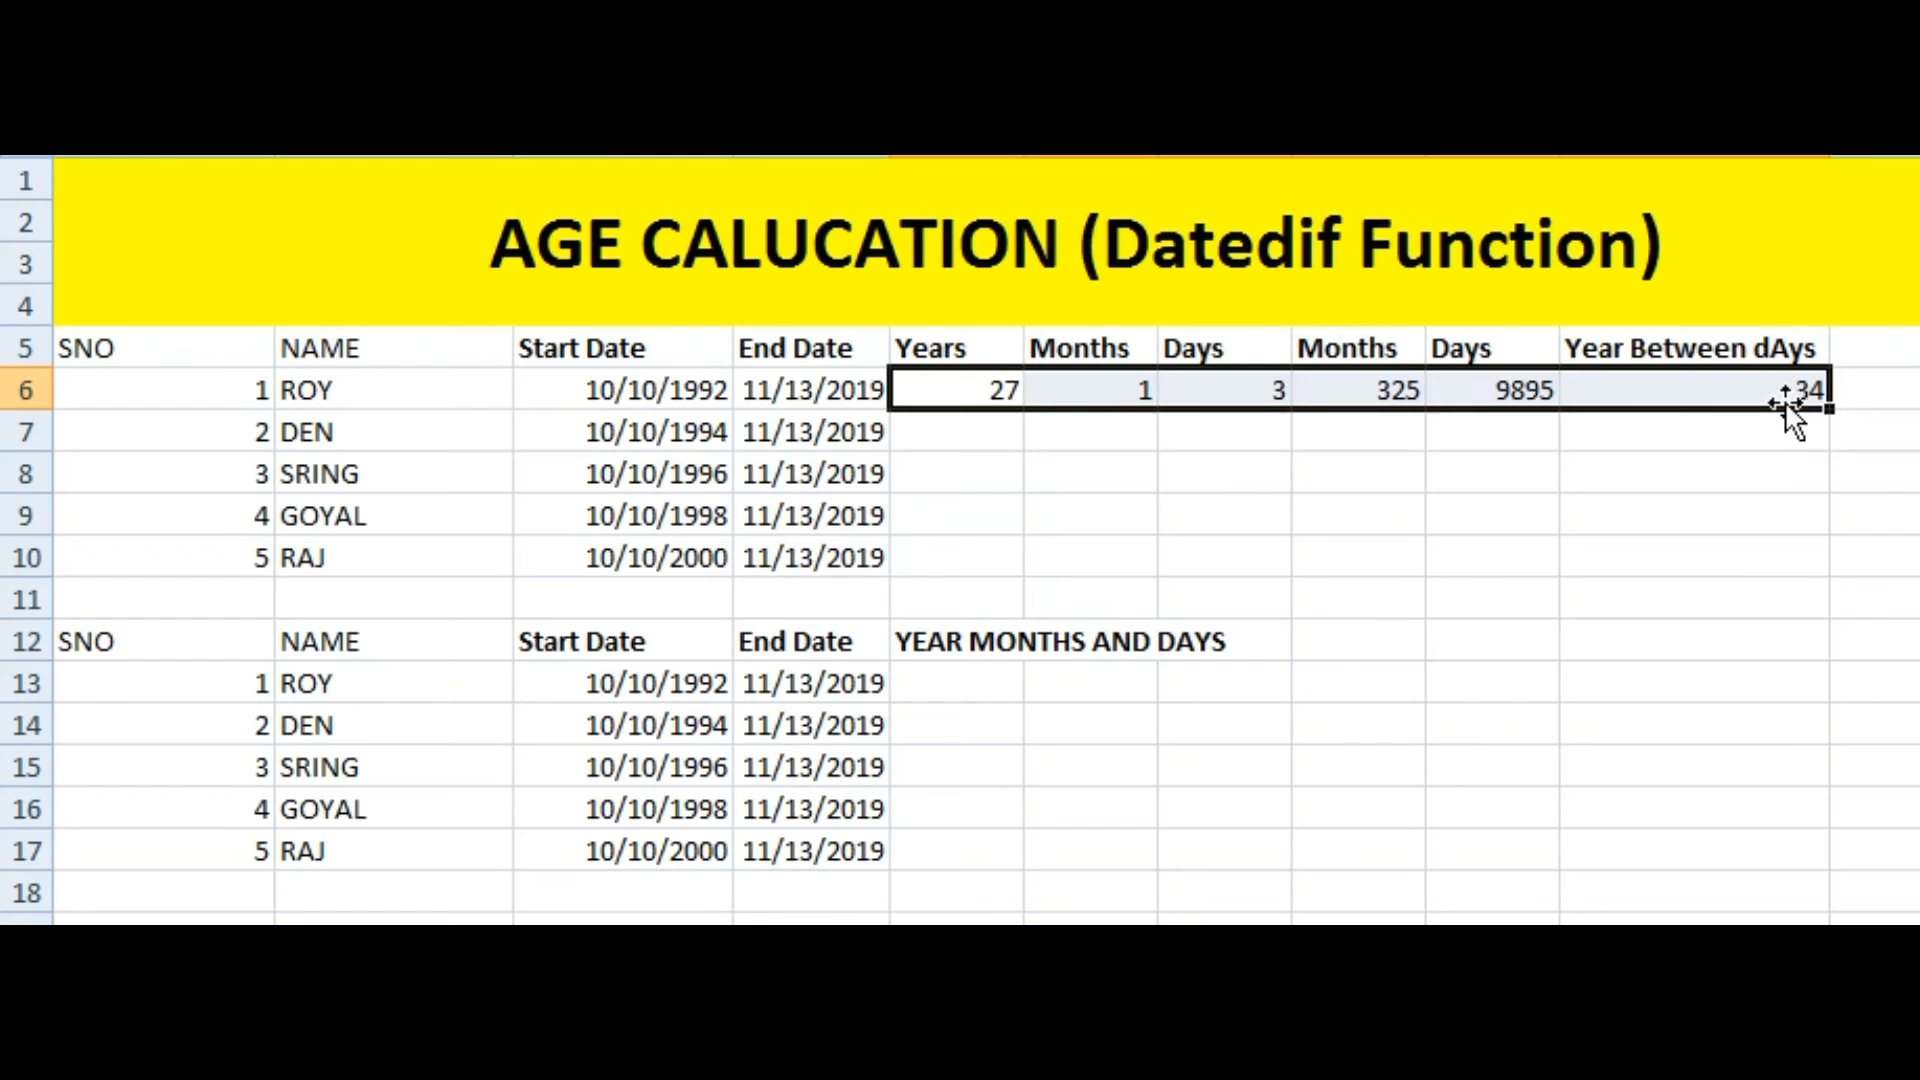 1
2 AGE CALUCATION (Datedif Function)
3
4
5 SNO NAME Start Date End Date Years Months Days Months Days Year Between dAys
6 1 ROY 10/10/1992 11/13/2019 27 1 3 325 9895 34
7 2 DEN 10/10/1994 11/13/2019
8 3 SRING 10/10/1996 11/13/2019
9 4 GOYAL 10/10/1998 11/13/2019
10 5 RAJ 10/10/2000 11/13/2019
11
12 SNO NAME Start Date End Date YEAR MONTHS AND DAYS
13 1 ROY 10/10/1992 11/13/2019
14 2 DEN 10/10/1994 11/13/2019
15 3 SRING 10/10/1996 11/13/2019
16 4 GOYAL 10/10/1998 11/13/2019
17 5 RAJ 10/10/2000 11/13/2019
18